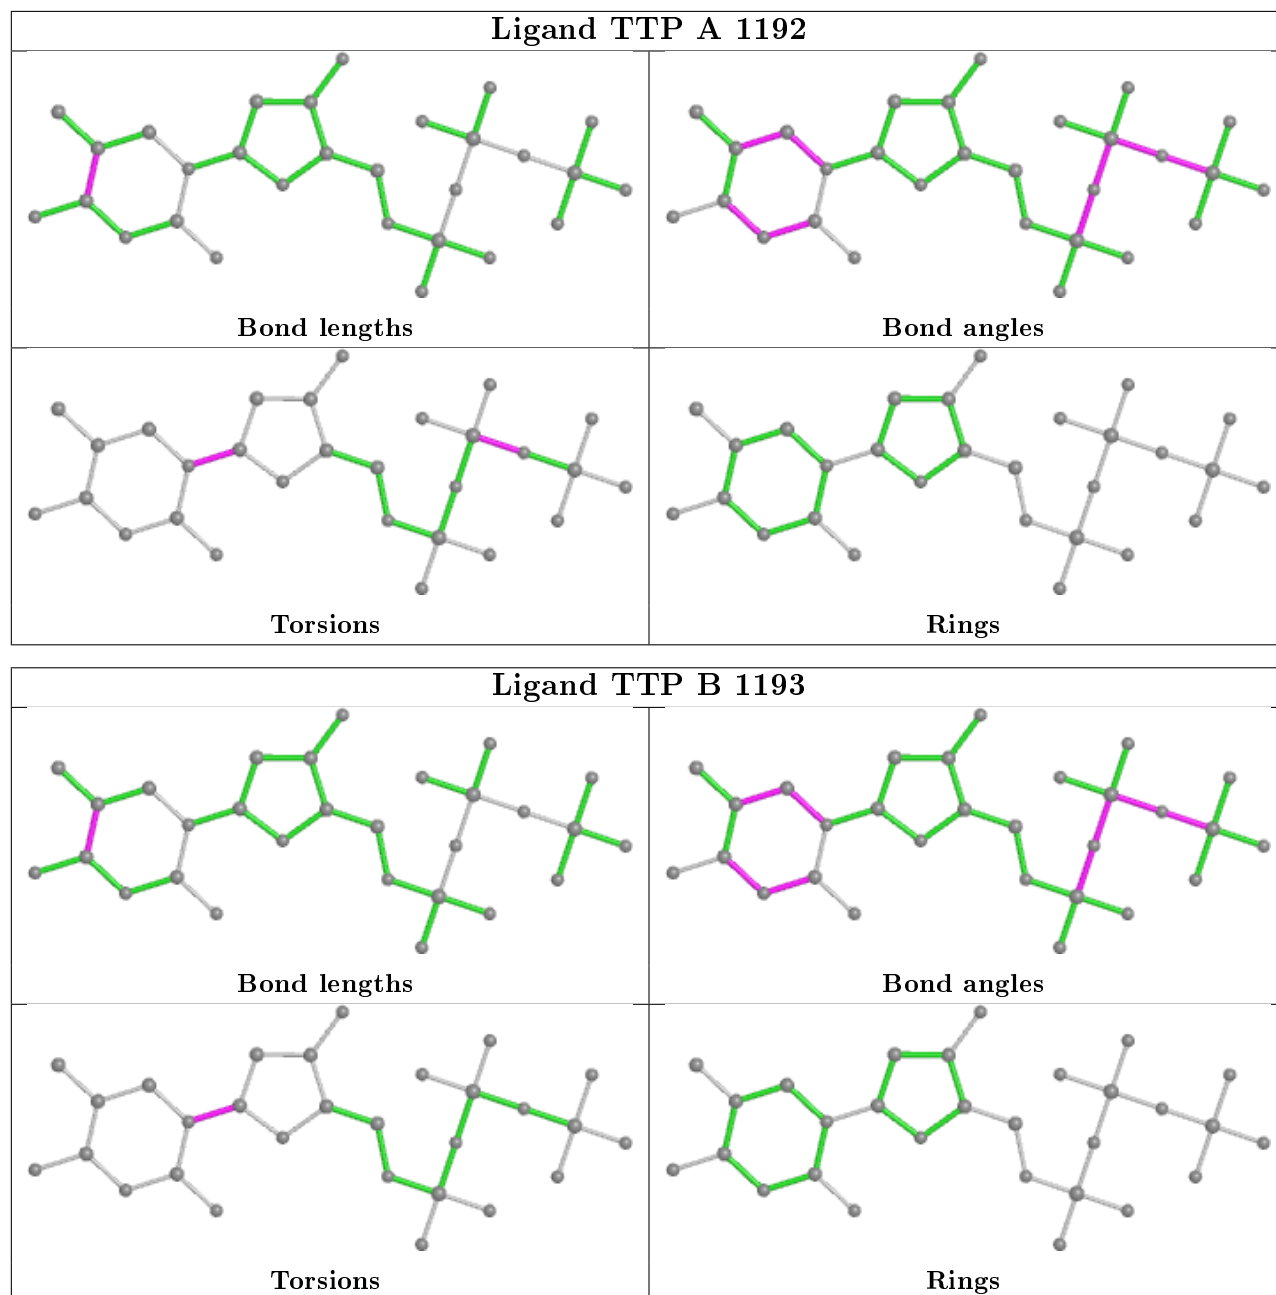 Ligand TTP A 1192
Bond lengths
Bond angles
Torsions
Rings
Ligand TTP B 1193
Bond lengths
Bond angles
Torsions
Rings